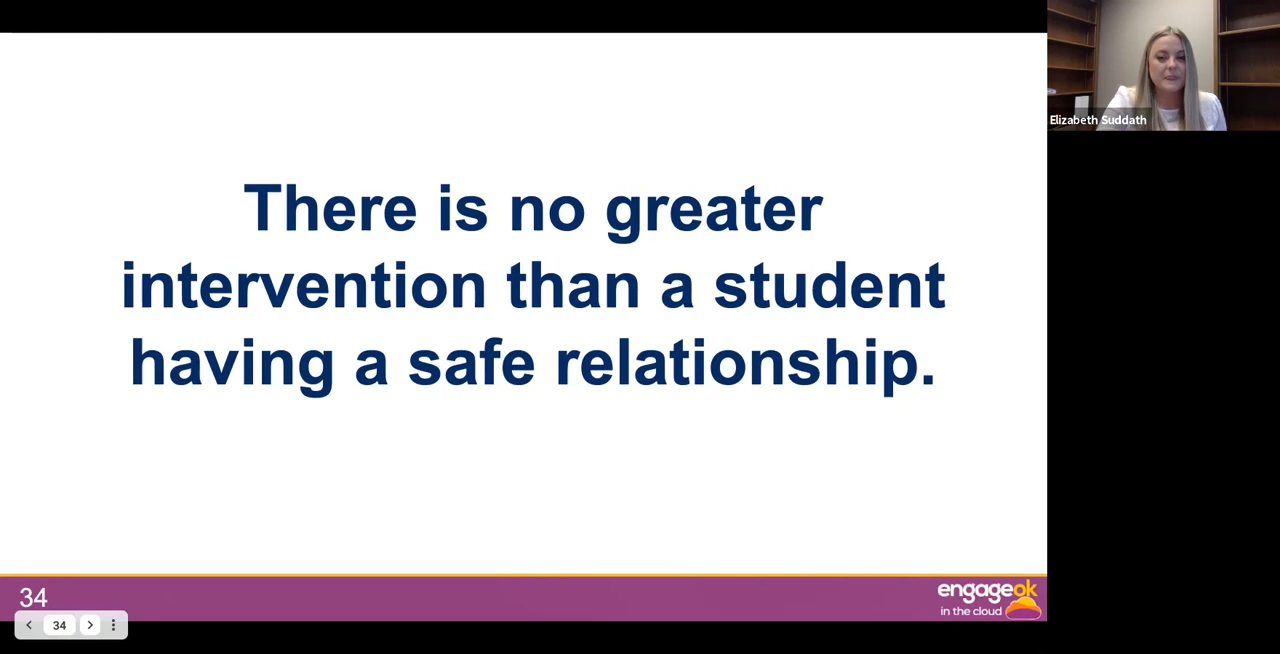 There is no greater
intervention than a student
having a safe relationship.
34
engageok
in the cloud
34
Elizabeth Suddath